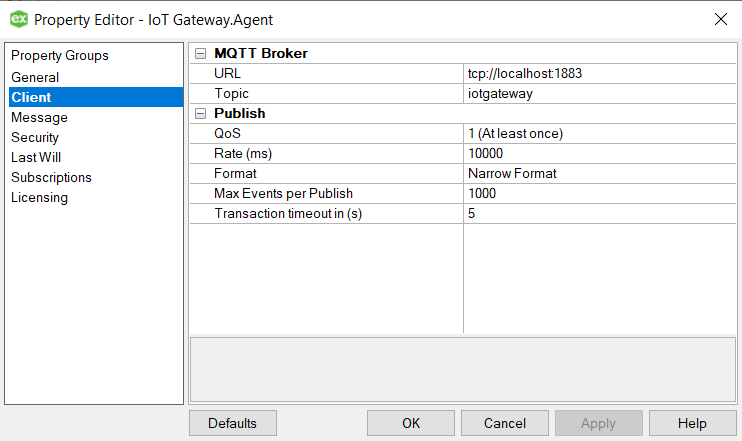 ex Property Editor - IoT Gateway.Agent
Property Groups
General
Client
Message
Security
Last Will
Subscriptions
Licensing
MQTT Broker
URL tcp://localhost:1883
Topic iotgateway
Publish
QoS 1 (At least once)
Rate (ms) 10000
Format Narrow Format
Max Events per Publish 1000
Transaction timeout in (s) 5
Defaults OK Cancel Apply Help